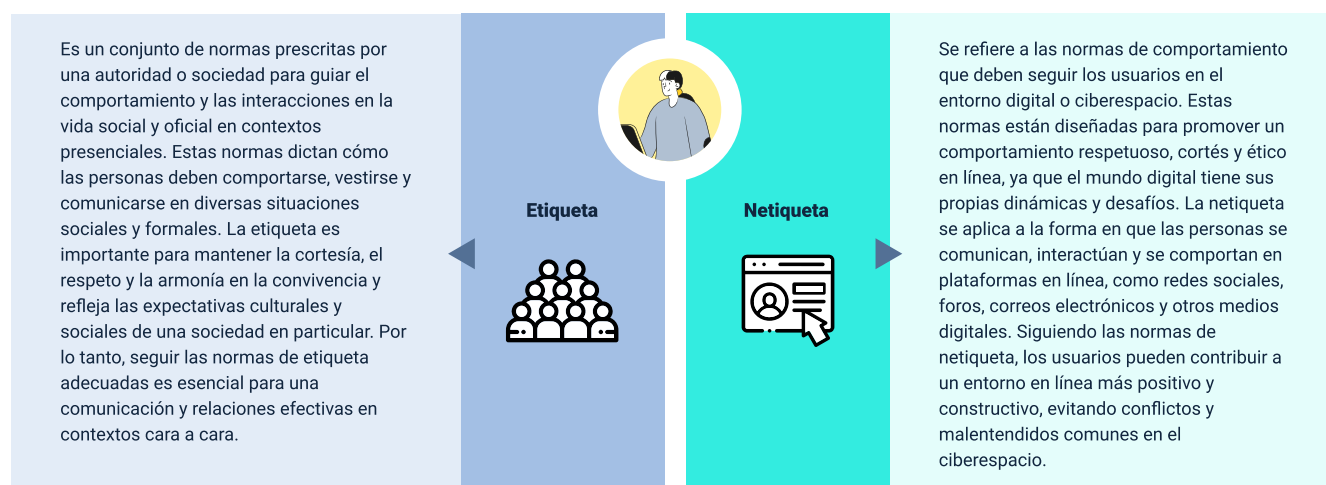 Es un conjunto de normas prescritas por
una autoridad o sociedad para guiar el
comportamiento y las interacciones en la
vida social y oficial en contextos
presenciales. Estas normas dictan cómo
las personas deben comportarse, vestirse y
comunicarse en diversas situaciones
sociales y formales. La etiqueta es
importante para mantener la cortesía, el
respeto y la armonía en la convivencia y
refleja las expectativas culturales y
sociales de una sociedad en particular. Por
lo tanto, seguir las normas de etiqueta
adecuadas es esencial para una
comunicación y relaciones efectivas en
contextos cara a cara.
Etiqueta
Netiqueta
Se refiere a las normas de comportamiento
que deben seguir los usuarios en el
entorno digital o ciberespacio. Estas
normas están diseñadas para promover un
comportamiento respetuoso, cortés y ético
en línea, ya que el mundo digital tiene sus
propias dinámicas y desafíos. La netiqueta
se aplica a la forma en que las personas se
comunican, interactúan y se comportan en
plataformas en línea, como redes sociales,
foros, correos electrónicos y otros medios
digitales. Siguiendo las normas de
netiqueta, los usuarios pueden contribuir a
un entorno en línea más positivo y
constructivo, evitando conflictos y
malentendidos comunes en el
ciberespacio.